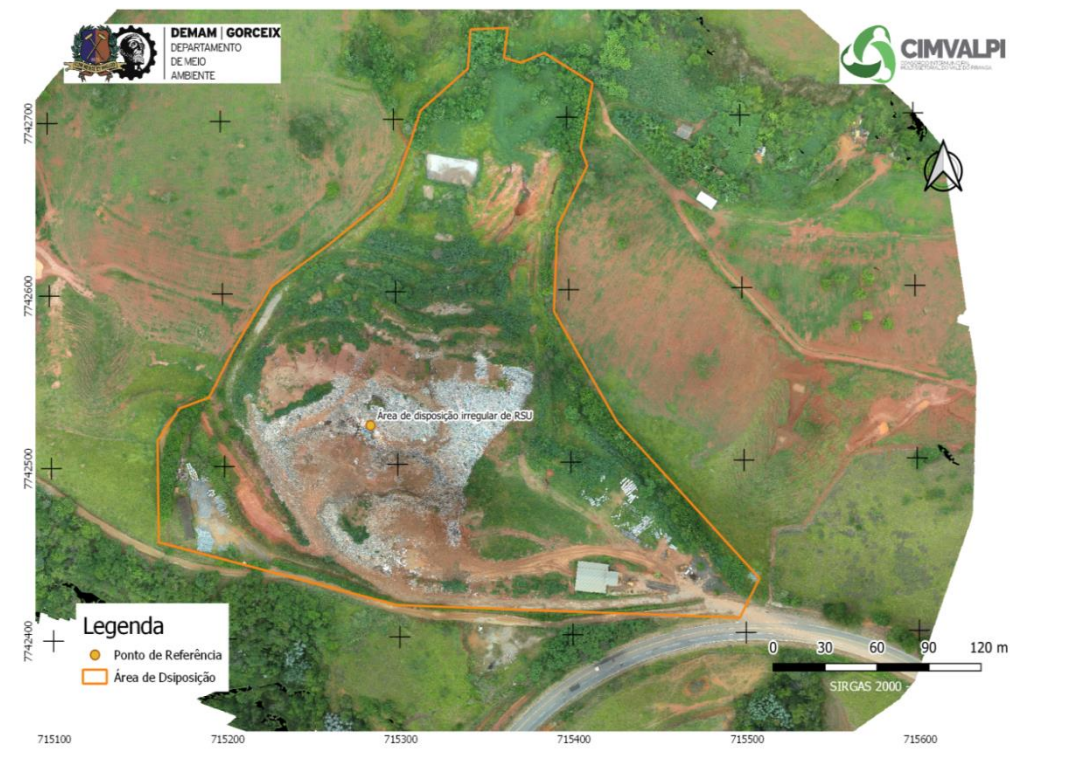 DEMAM | GORCEIX
DEPARTAMENTO
DE MEIO
AMBIENTE
CIMVALPI
7742700
7742600
7742500
7742400
Área de disposição irregular de RSU
Legenda
Ponto de Referência
Área de Dsiposição
0 30 60 90 120 m
SIRGAS 2000 -
715100 715200 715300 715400 715500 715600